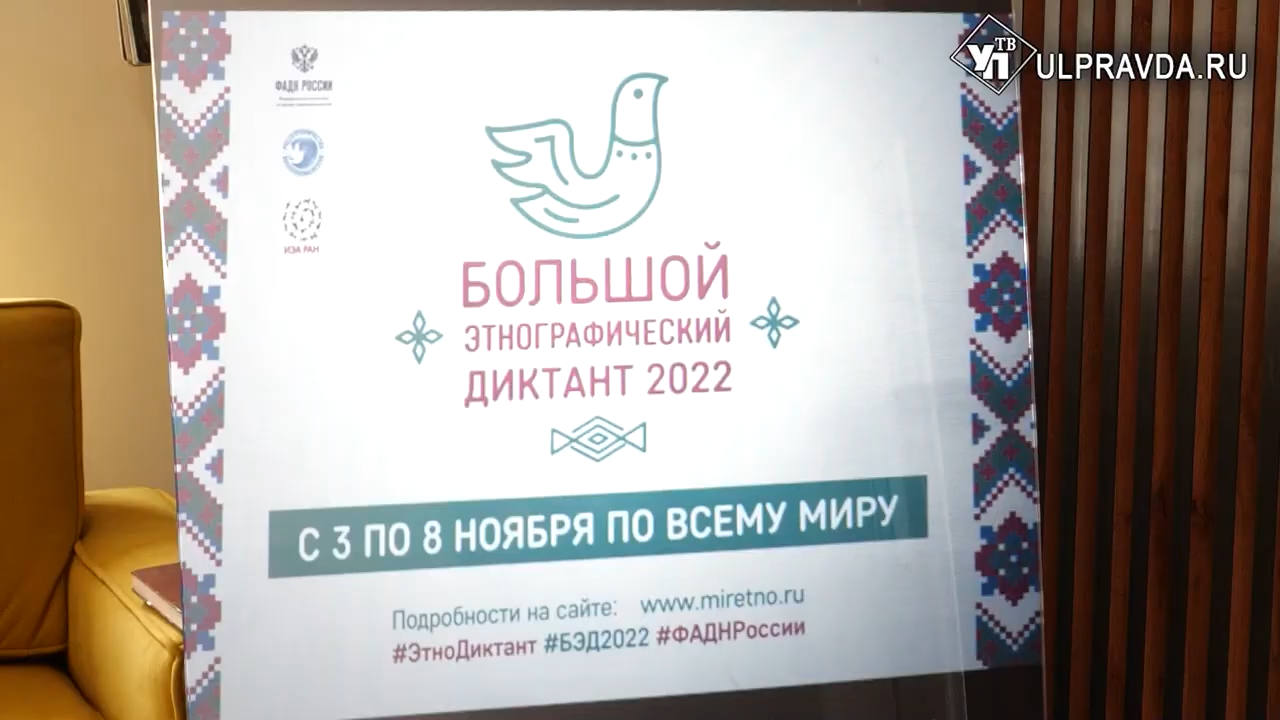 УП ТВ ULPRAVDA.RU
ФАДН РОССИИ
ИЭА РАН
БОЛЬШОЙ
ЭТНОГРАФИЧЕСКИЙ
ДИКТАНТ 2022
С 3 ПО 8 НОЯБРЯ ПО ВСЕМУ МИРУ
Подробности на сайте: www.miretno.ru
#ЭтноДиктант #БЭД2022 #ФАДНРоссии